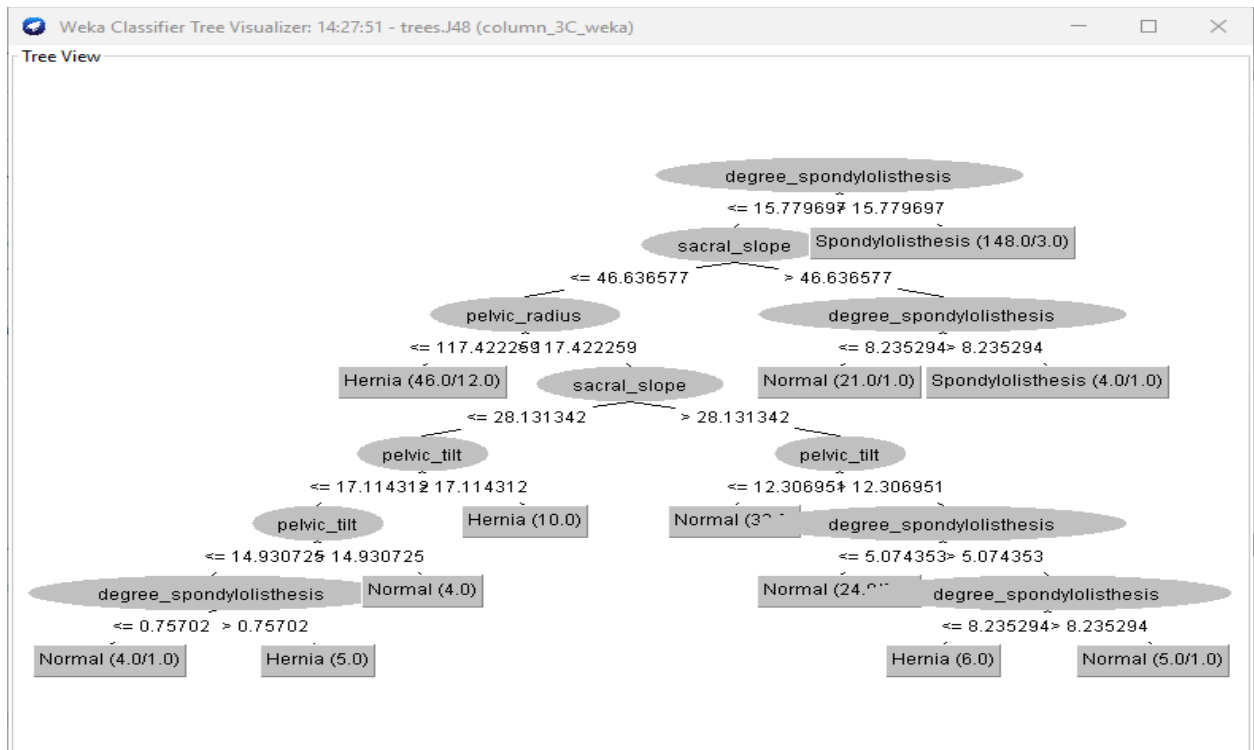 Weka Classifier Tree Visualizer: 14:27:51 - trees.J48 (column_3C_weka)
Tree View
degree_spondylolisthesis
<= 15.779697 > 15.779697
sacral_slope Spondylolisthesis (148.0/3.0)
<= 46.636577 > 46.636577
pelvic_radius degree_spondylolisthesis
<= 117.422259 > 117.422259 <= 8.235294 > 8.235294
Hernia (46.0/12.0) sacral_slope Normal (21.0/1.0) Spondylolisthesis (4.0/1.0)
<= 28.131342 > 28.131342
pelvic_tilt pelvic_tilt
<= 17.114312 > 17.114312 <= 12.306951 > 12.306951
pelvic_tilt Hernia (10.0) Normal degree_spondylolisthesis
<= 14.930725 > 14.930725 <= 5.074353 > 5.074353
degree_spondylolisthesis Normal (4.0) Normal degree_spondylolisthesis
<= 0.75702 > 0.75702 <= 8.235294 > 8.235294
Normal (4.0/1.0) Hernia (5.0) Hernia (6.0) Normal (5.0/1.0)